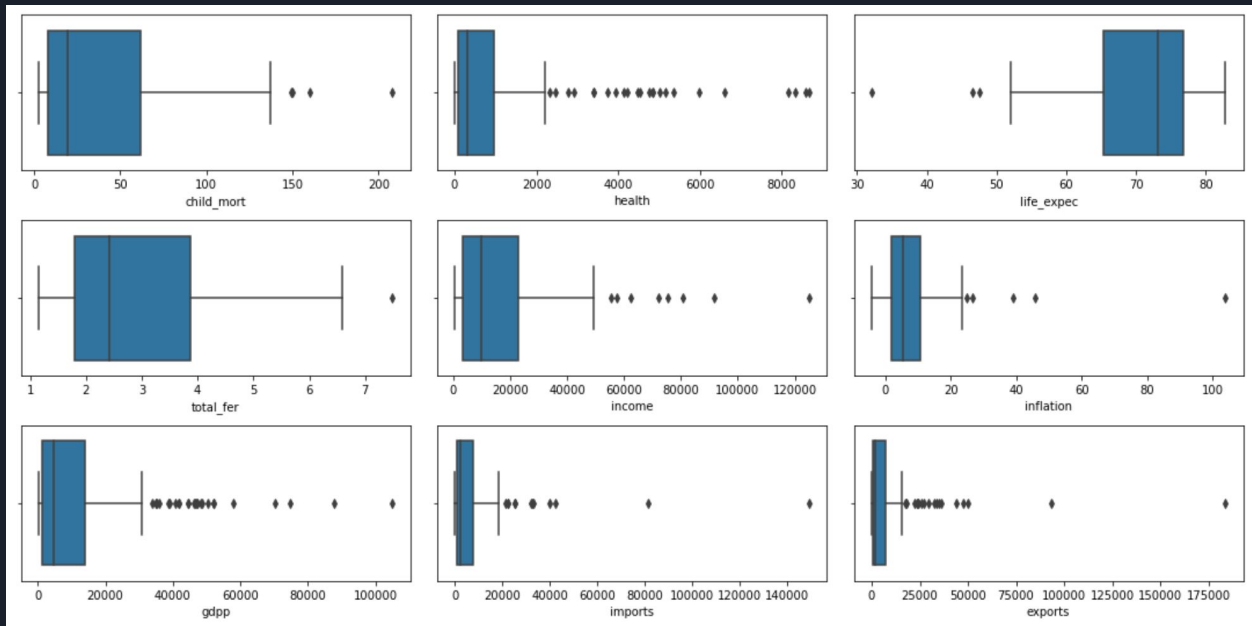 0 50 100 150 200
child_mort
0 2000 4000 6000 8000
health
30 40 50 60 70 80
life_expec
1 2 3 4 5 6 7
total_fer
0 20000 40000 60000 80000 100000 120000
income
0 20 40 60 80 100
inflation
0 20000 40000 60000 80000 100000
gdpp
0 20000 40000 60000 80000 100000 120000 140000
imports
0 25000 50000 75000 100000 125000 150000 175000
exports